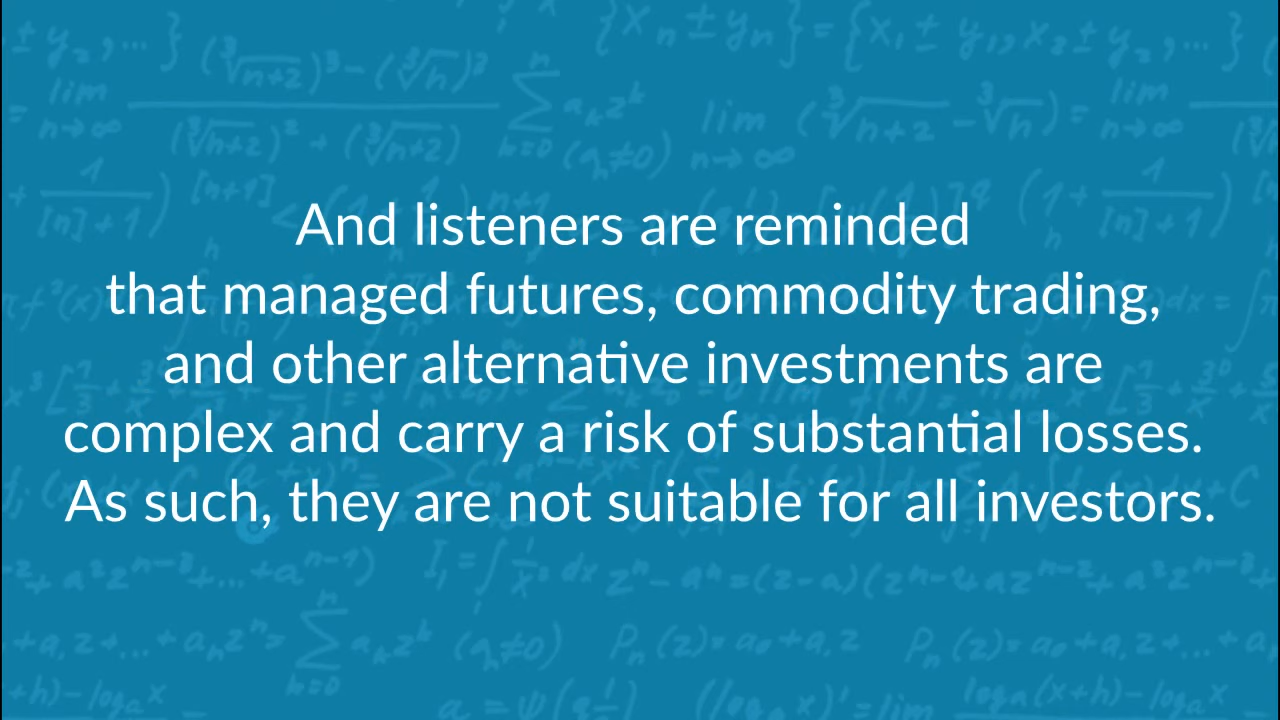 And listeners are reminded
that managed futures, commodity trading,
and other alternative investments are
complex and carry a risk of substantial losses.
As such, they are not suitable for all investors.